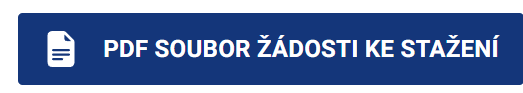 PDF SOUBOR ŽÁDOSTI KE STAŽENÍ